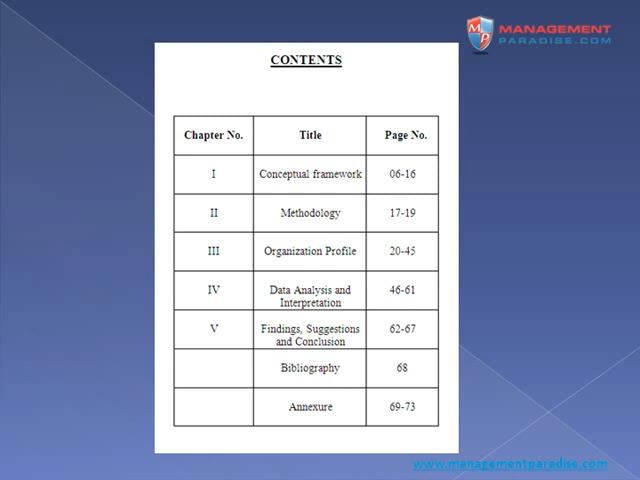 MANAGEMENT
PARADISE.COM
MP
CONTENTS
Chapter No. Title Page No.
I Conceptual framework 06-16
II Methodology 17-19
III Organization Profile 20-45
IV Data Analysis and Interpretation 46-61
V Findings, Suggestions and Conclusion 62-67
Bibliography 68
Annexure 69-73
www.managementparadise.com